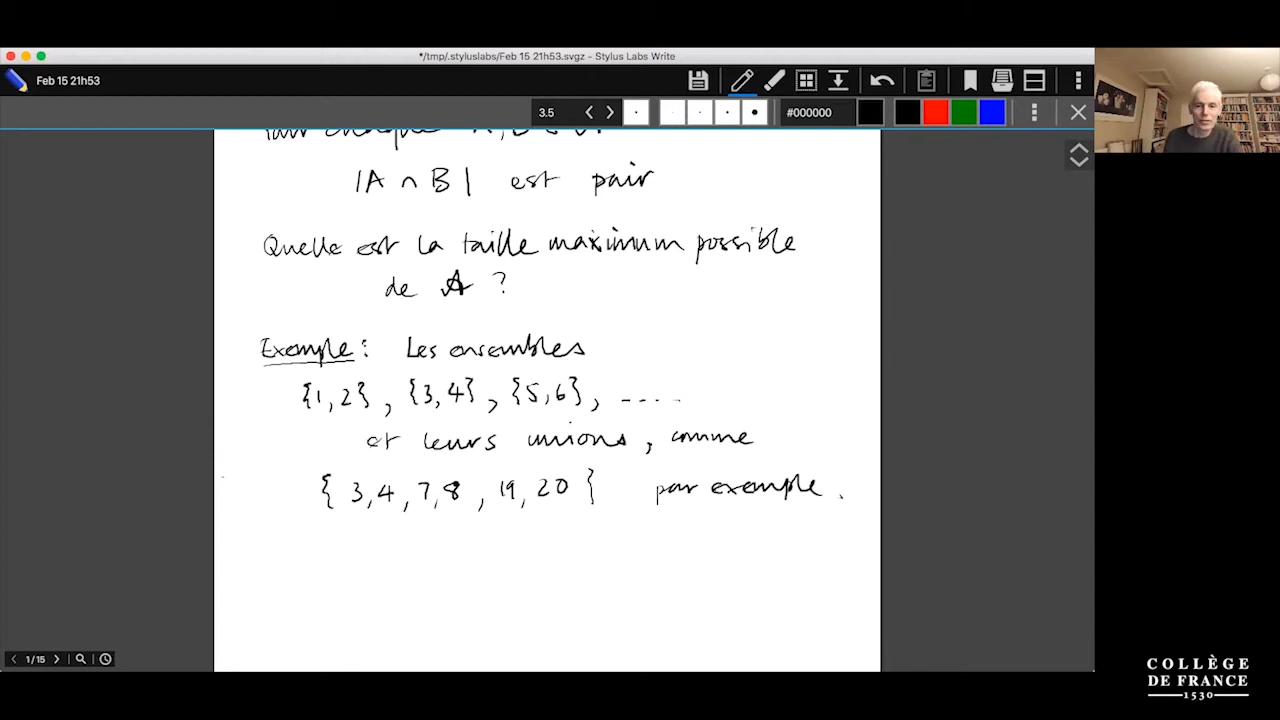 */tmp/.styluslabs/Feb 15 21h53.svgz - Stylus Labs Write
Feb 15 21h53
3.5
#000000
|A ∩ B| est pair
Quelle est la taille maximum possible
de A ?
Exemple : Les ensembles
{1, 2}, {3, 4}, {5, 6}, ....
et leurs unions, comme
{ 3, 4, 7, 8, 19, 20 } par exemple.
1/15
COLLÈGE
DE FRANCE
1530